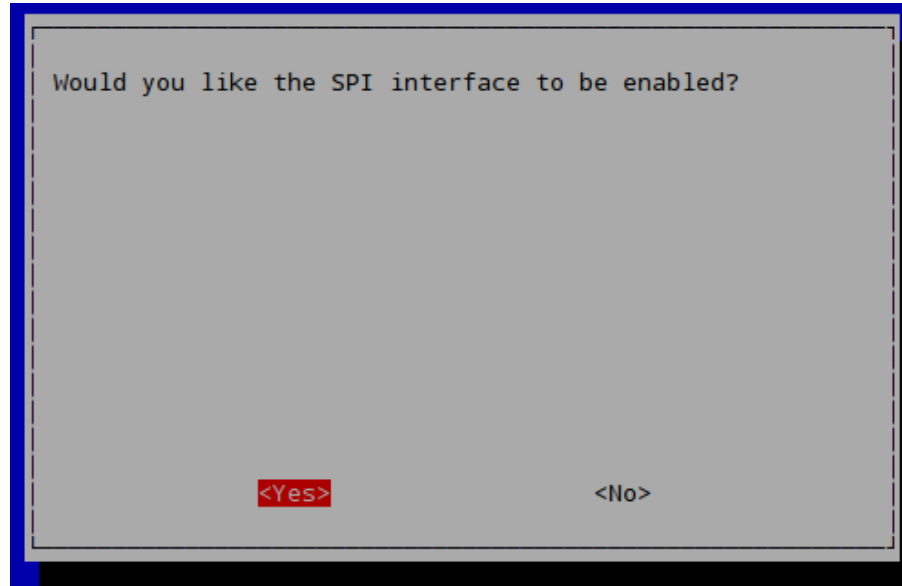 Would you like the SPI interface to be enabled?
<Yes> <No>